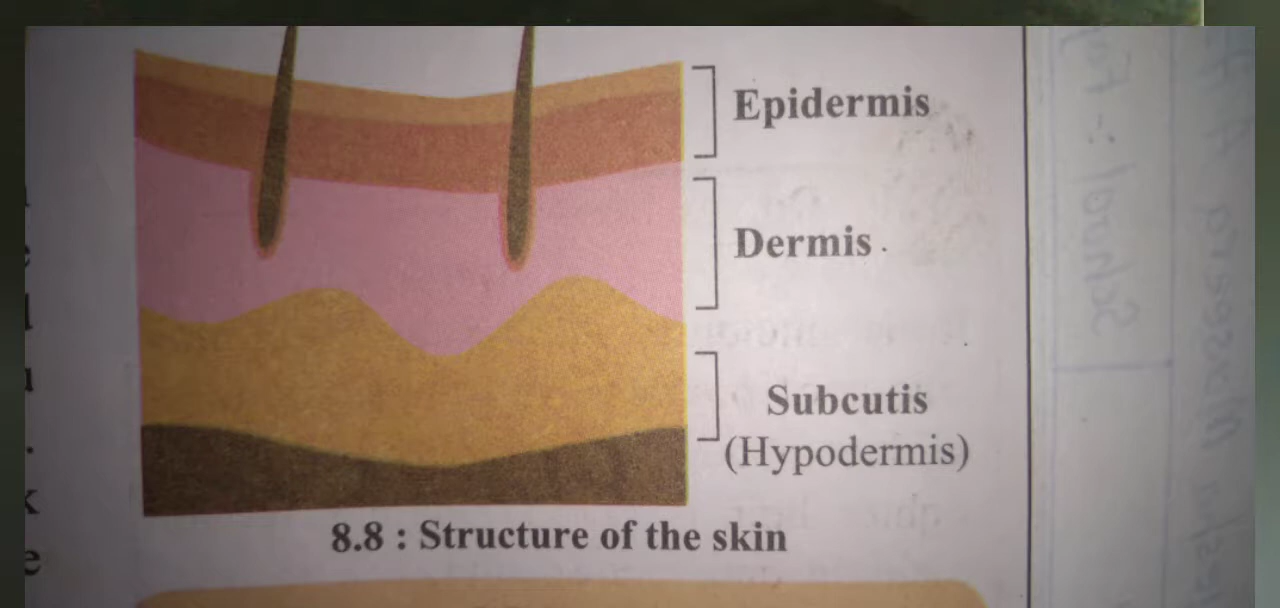 Epidermis
Dermis
Subcutis
(Hypodermis)
8.8 : Structure of the skin